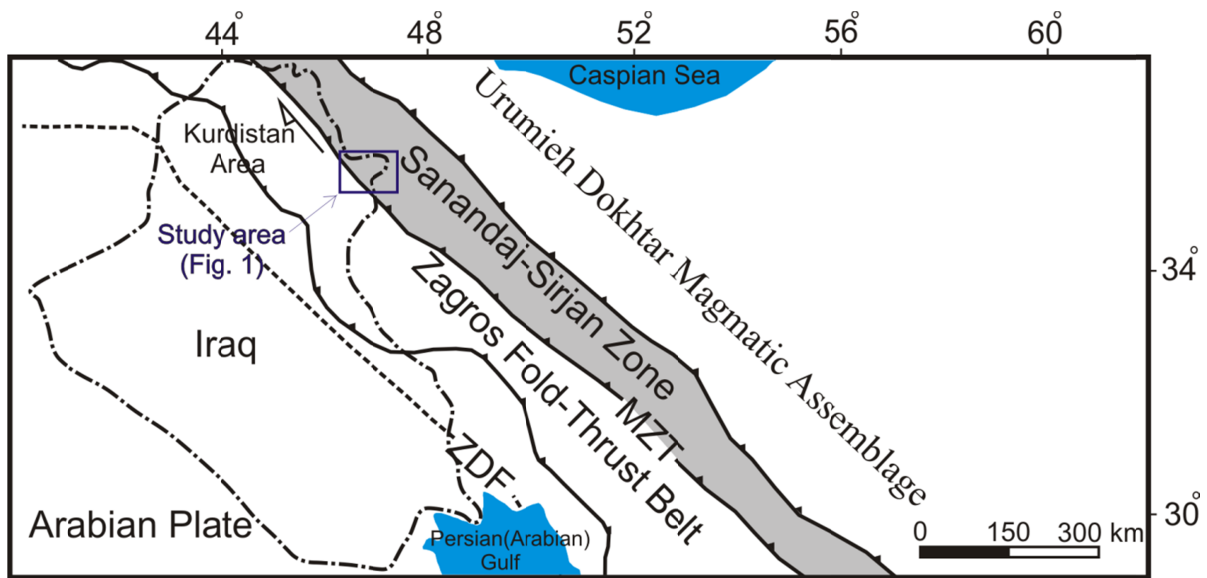 44° 48° 52° 56° 60°
Caspian Sea
Urumieh Dokhtar Magmatic Assemblage
Kurdistan
Area
Sanandaj-Sirjan Zone
Study area
(Fig. 1)
34°
Zagros Fold-Thrust Belt
Iraq
MZT
ZDF
30°
Arabian Plate
Persian(Arabian)
Gulf
0 150 300 km